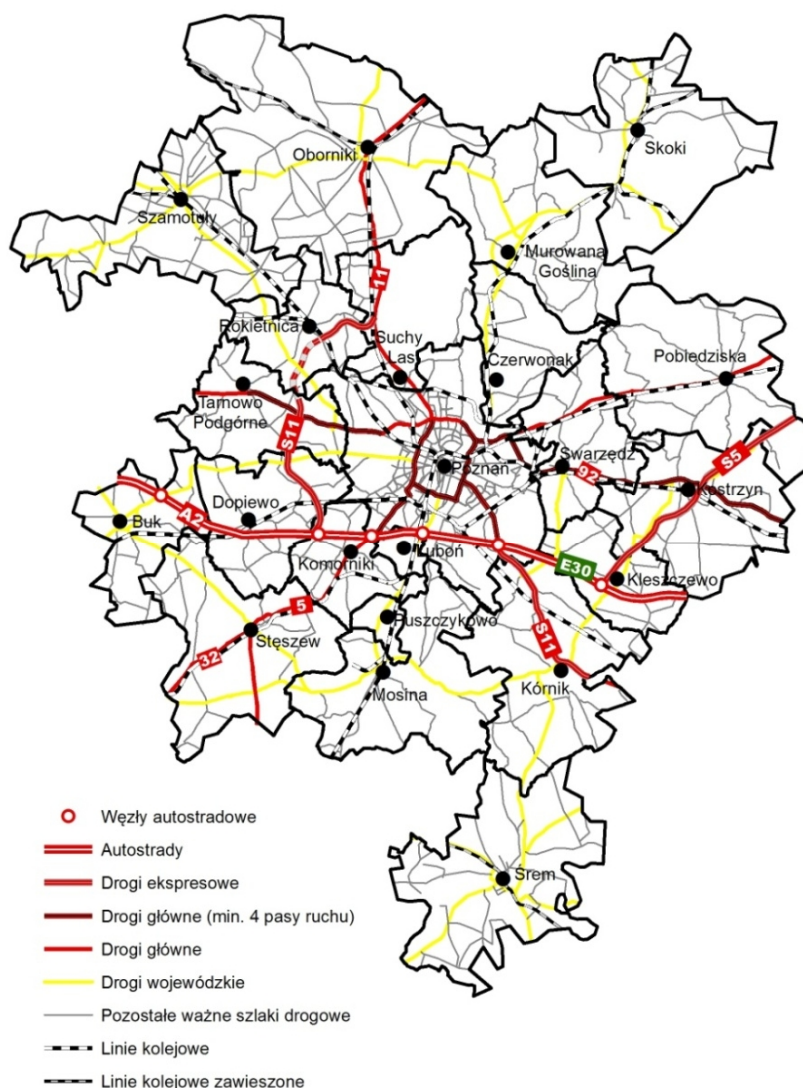 Oborniki
Skoki
Szamotuły
Murowana
Goślina
11
Rokietnica
Suchy
Las
Czerwonak
Pobiedziska
Tarnowo
Podgórne
S11
Swarzędz
Poznań
92
S5
Kostrzyn
A2
Buk
Dopiewo
Komorniki
Luboń
E30
Kleszczewo
5
Puszczykowo
S11
32
Stęszew
Mosina
Kórnik
Śrem
Węzły autostradowe
Autostrady
Drogi ekspresowe
Drogi główne (min. 4 pasy ruchu)
Drogi główne
Drogi wojewódzkie
Pozostałe ważne szlaki drogowe
Linie kolejowe
Linie kolejowe zawieszone